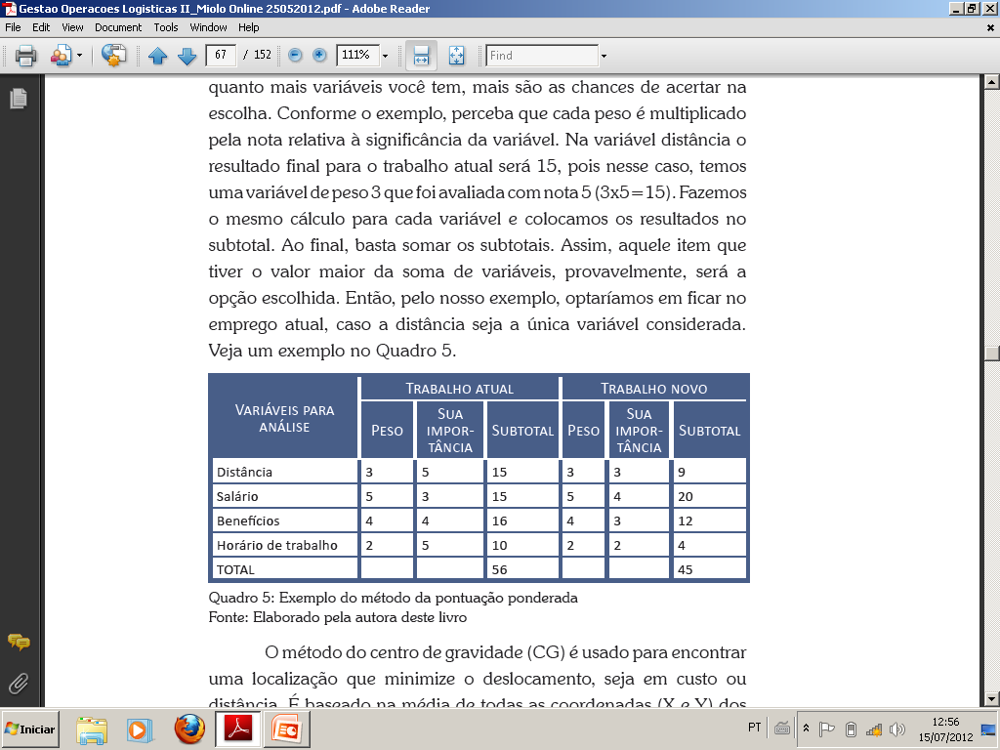 Gestao Operacoes Logisticas II_Miolo Online 25052012.pdf - Adobe Reader
File Edit View Document Tools Window Help
67 / 152 111% Find
quanto mais variáveis você tem, mais são as chances de acertar na
escolha. Conforme o exemplo, perceba que cada peso é multiplicado
pela nota relativa à significância da variável. Na variável distância o
resultado final para o trabalho atual será 15, pois nesse caso, temos
uma variável de peso 3 que foi avaliada com nota 5 (3x5=15). Fazemos
o mesmo cálculo para cada variável e colocamos os resultados no
subtotal. Ao final, basta somar os subtotais. Assim, aquele item que
tiver o valor maior da soma de variáveis, provavelmente, será a
opção escolhida. Então, pelo nosso exemplo, optaríamos em ficar no
emprego atual, caso a distância seja a única variável considerada.
Veja um exemplo no Quadro 5.
VARIÁVEIS PARA ANÁLISE TRABALHO ATUAL TRABALHO NOVO
PESO SUA IMPOR-TÂNCIA SUBTOTAL PESO SUA IMPOR-TÂNCIA SUBTOTAL
Distância 3 5 15 3 3 9
Salário 5 3 15 5 4 20
Benefícios 4 4 16 4 3 12
Horário de trabalho 2 5 10 2 2 4
TOTAL 56 45
Quadro 5: Exemplo do método da pontuação ponderada
Fonte: Elaborado pela autora deste livro
O método do centro de gravidade (CG) é usado para encontrar
uma localização que minimize o deslocamento, seja em custo ou
distância. É baseado na média de todas as coordenadas (X e Y) dos
Iniciar PT 12:56
15/07/2012